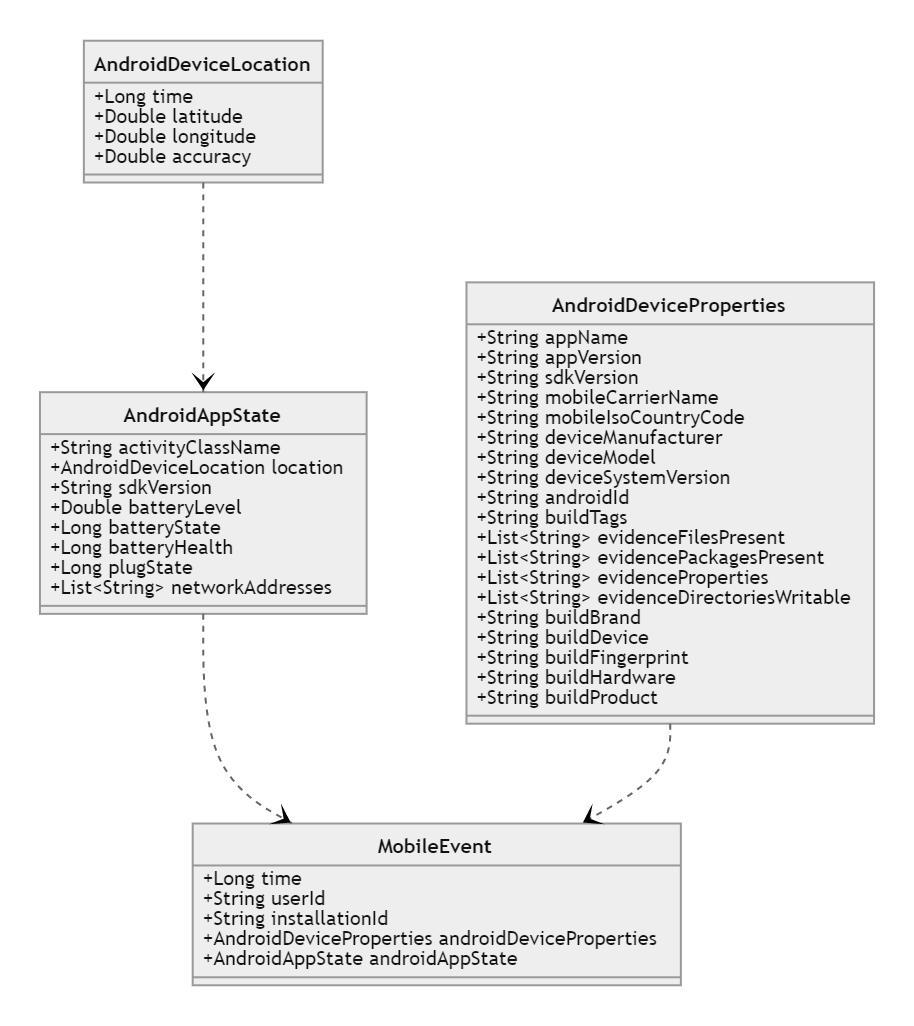 AndroidDeviceLocation
+Long time
+Double latitude
+Double longitude
+Double accuracy
AndroidDeviceProperties
+String appName
+String appVersion
+String sdkVersion
+String mobileCarrierName
+String mobileIsoCountryCode
+String deviceManufacturer
+String deviceModel
+String deviceSystemVersion
+String androidId
+String buildTags
+List<String> evidenceFilesPresent
+List<String> evidencePackagesPresent
+List<String> evidenceProperties
+List<String> evidenceDirectoriesWritable
+String buildBrand
+String buildDevice
+String buildFingerprint
+String buildHardware
+String buildProduct
AndroidAppState
+String activityClassName
+AndroidDeviceLocation location
+String sdkVersion
+Double batteryLevel
+Long batteryState
+Long batteryHealth
+Long plugState
+List<String> networkAddresses
MobileEvent
+Long time
+String userId
+String installationId
+AndroidDeviceProperties androidDeviceProperties
+AndroidAppState androidAppState